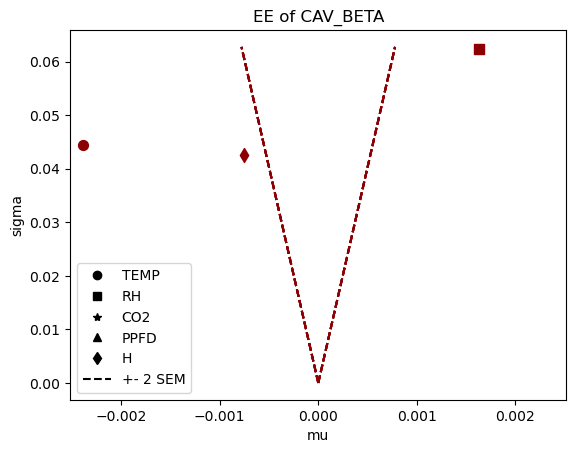 EE of CAV_BETA
sigma
0.06
0.05
0.04
0.03
0.02
0.01
0.00
TEMP
RH
CO2
PPFD
H
+- 2 SEM
−0.002
−0.001
0.000
0.001
0.002
mu